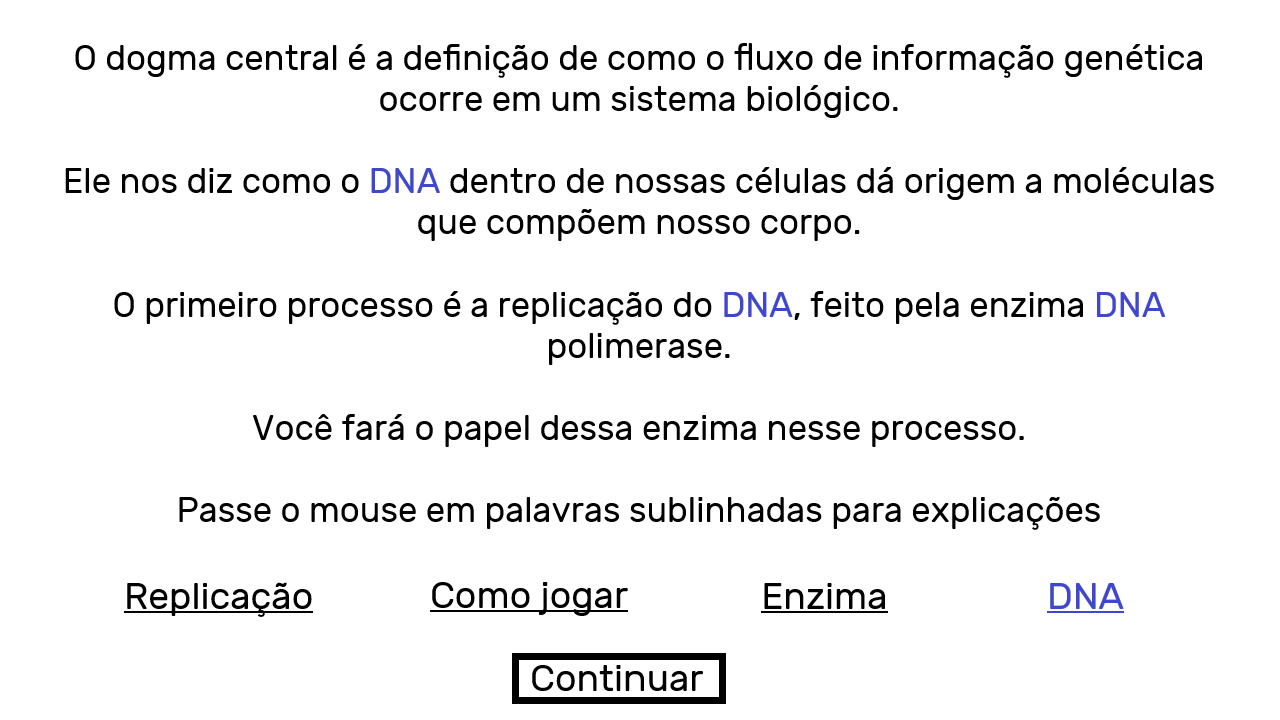 O dogma central é a definição de como o fluxo de informação genética
ocorre em um sistema biológico.
Ele nos diz como o DNA dentro de nossas células dá origem a moléculas
que compõem nosso corpo.
O primeiro processo é a replicação do DNA, feito pela enzima DNA
polimerase.
Você fará o papel dessa enzima nesse processo.
Passe o mouse em palavras sublinhadas para explicações
Replicação Como jogar Enzima DNA
Continuar